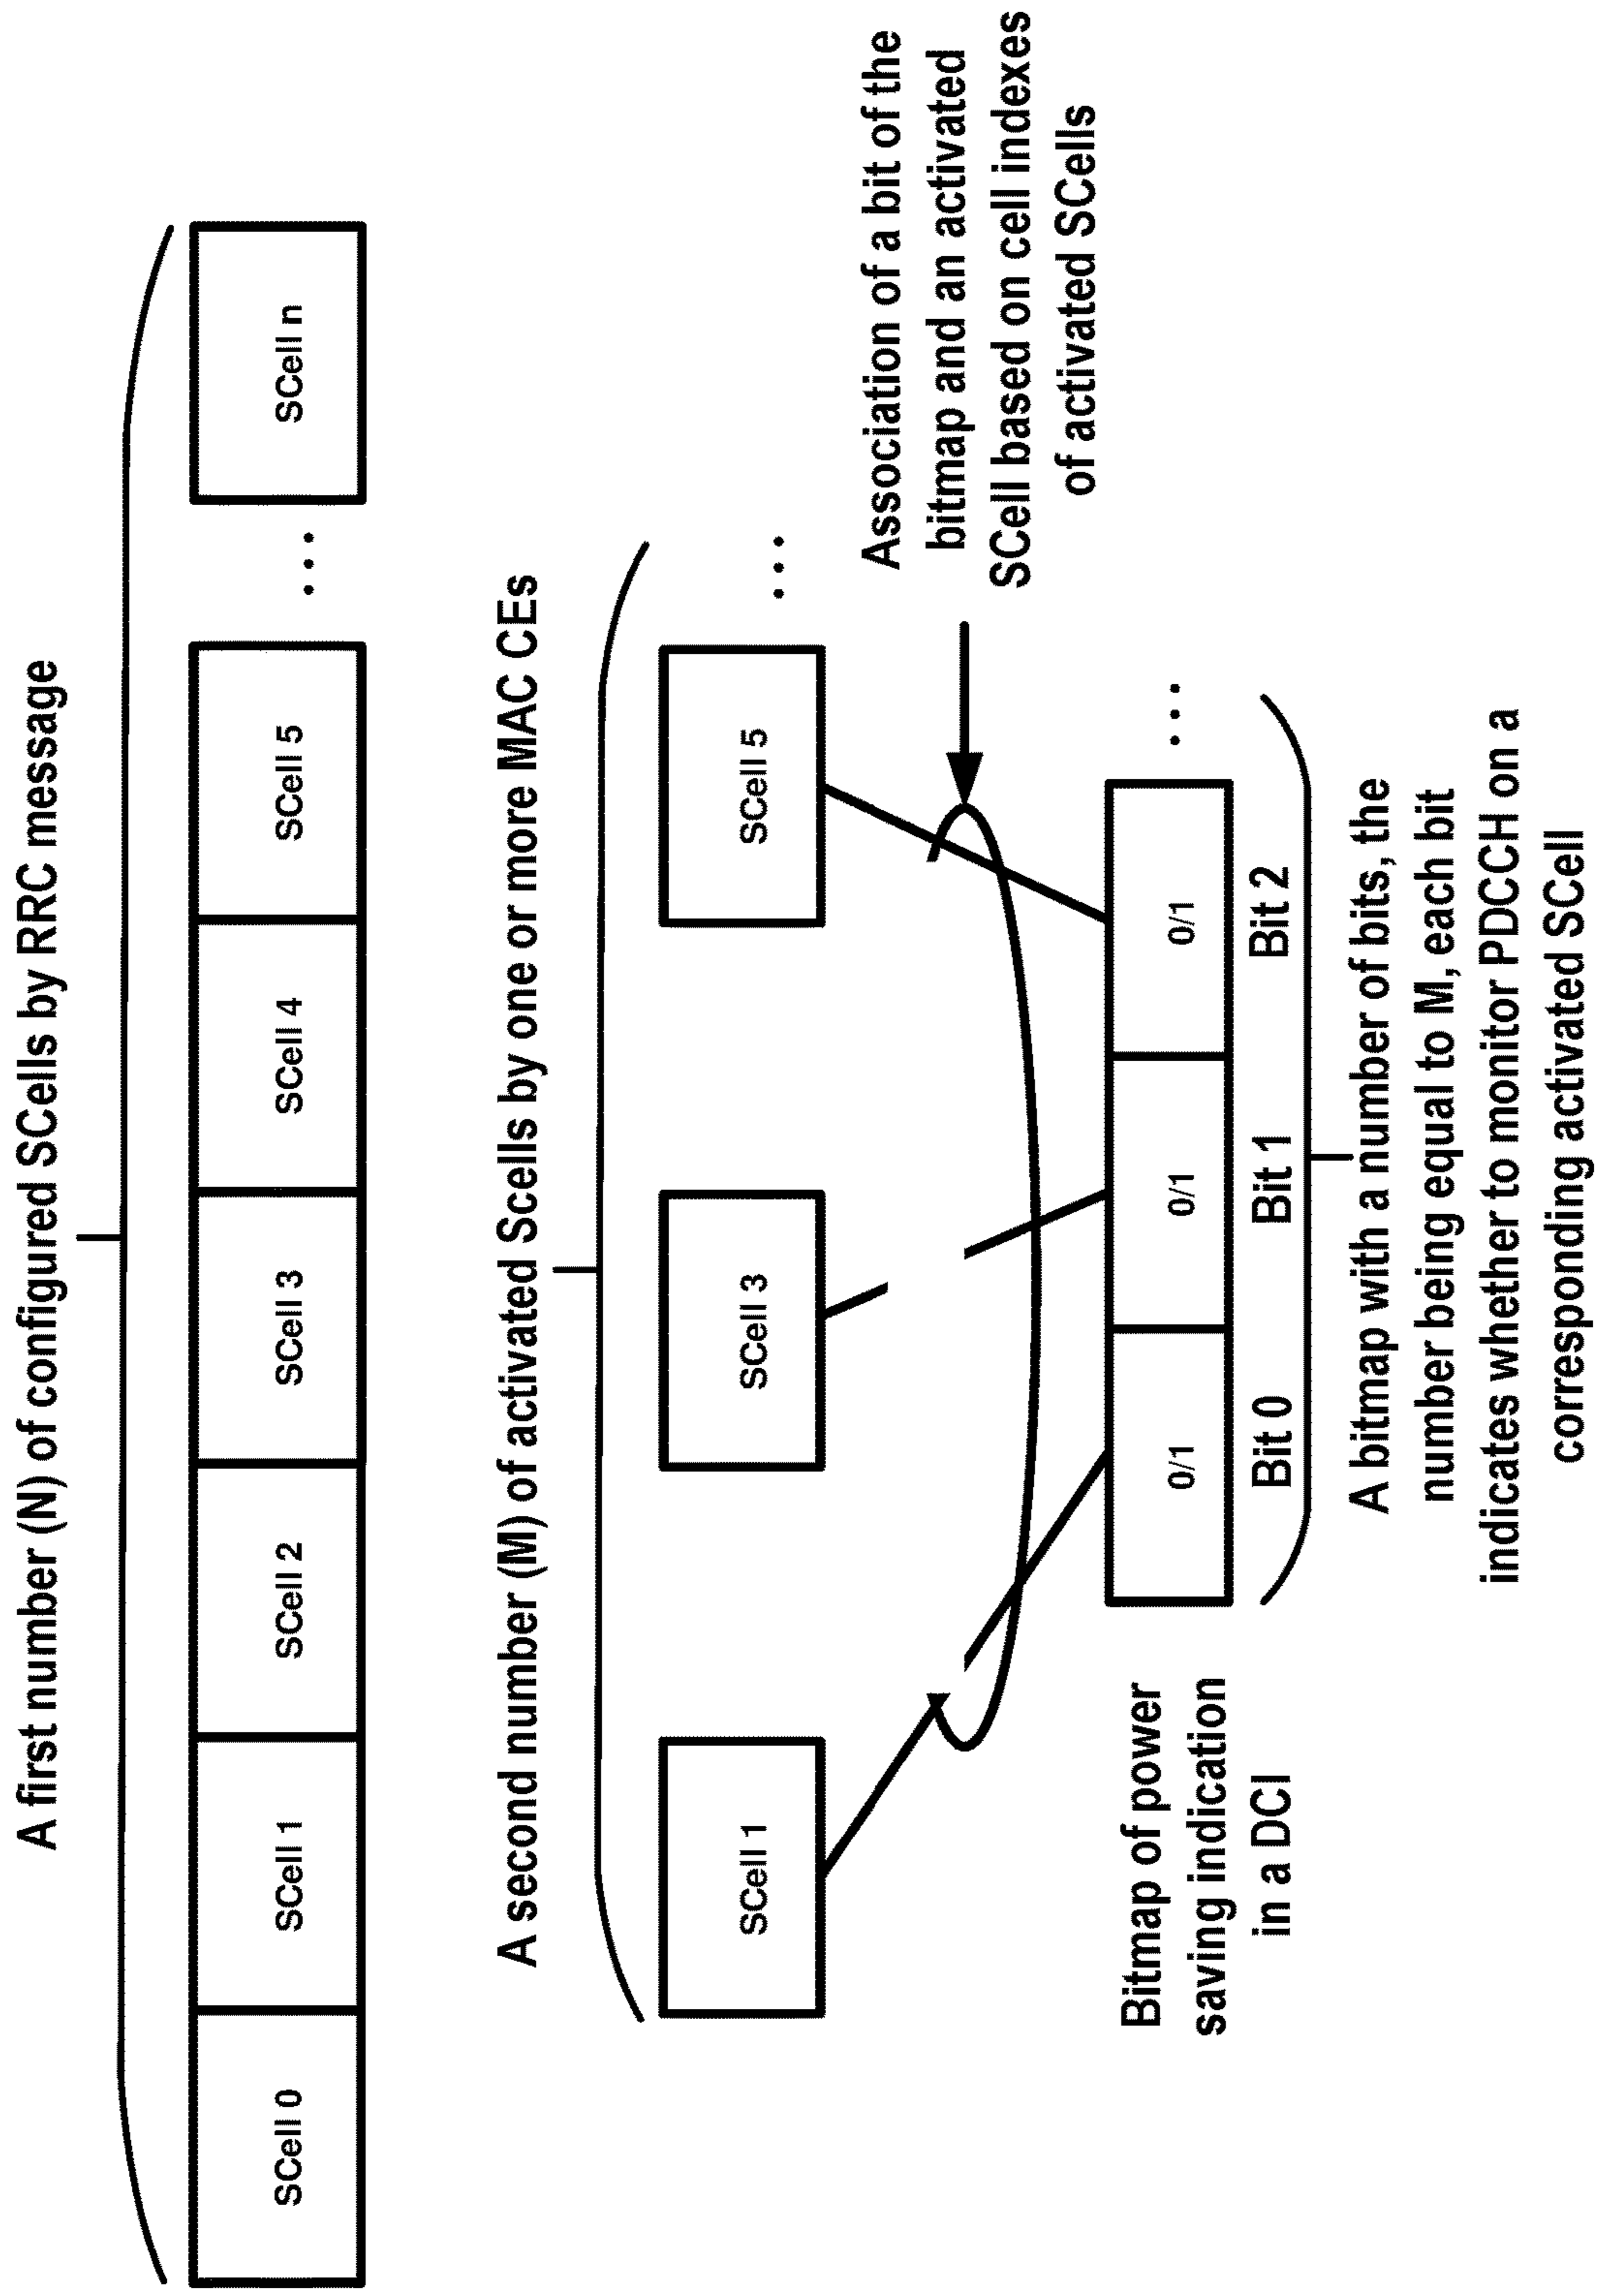 A first number (N) of configured SCells by RRC message
SCell 0
SCell 1
SCell 2
SCell 3
SCell 4
SCell 5
...
SCell n
A second number (M) of activated Scells by one or more MAC CEs
SCell 1
SCell 3
SCell 5
...
Association of a bit of the
bitmap and an activated
SCell based on cell indexes
of activated SCells
Bitmap of power
saving indication
in a DCI
0/1
0/1
0/1
...
Bit 0
Bit 1
Bit 2
A bitmap with a number of bits, the
number being equal to M, each bit
indicates whether to monitor PDCCH on a
corresponding activated SCell